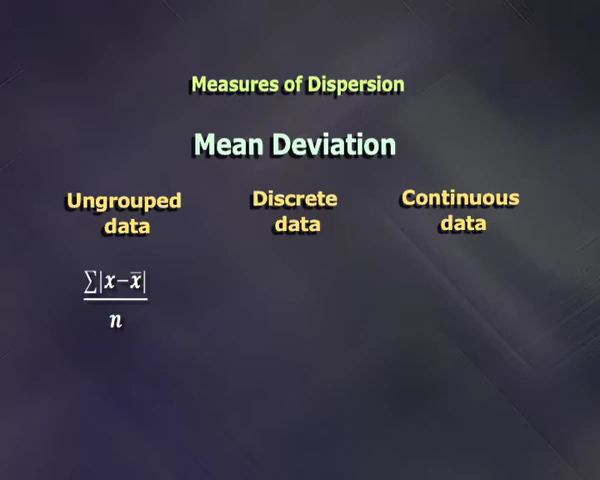 Measures of Dispersion
Mean Deviation
Ungrouped
data
Discrete
data
Continuous
data
∑|x−x̄|
n